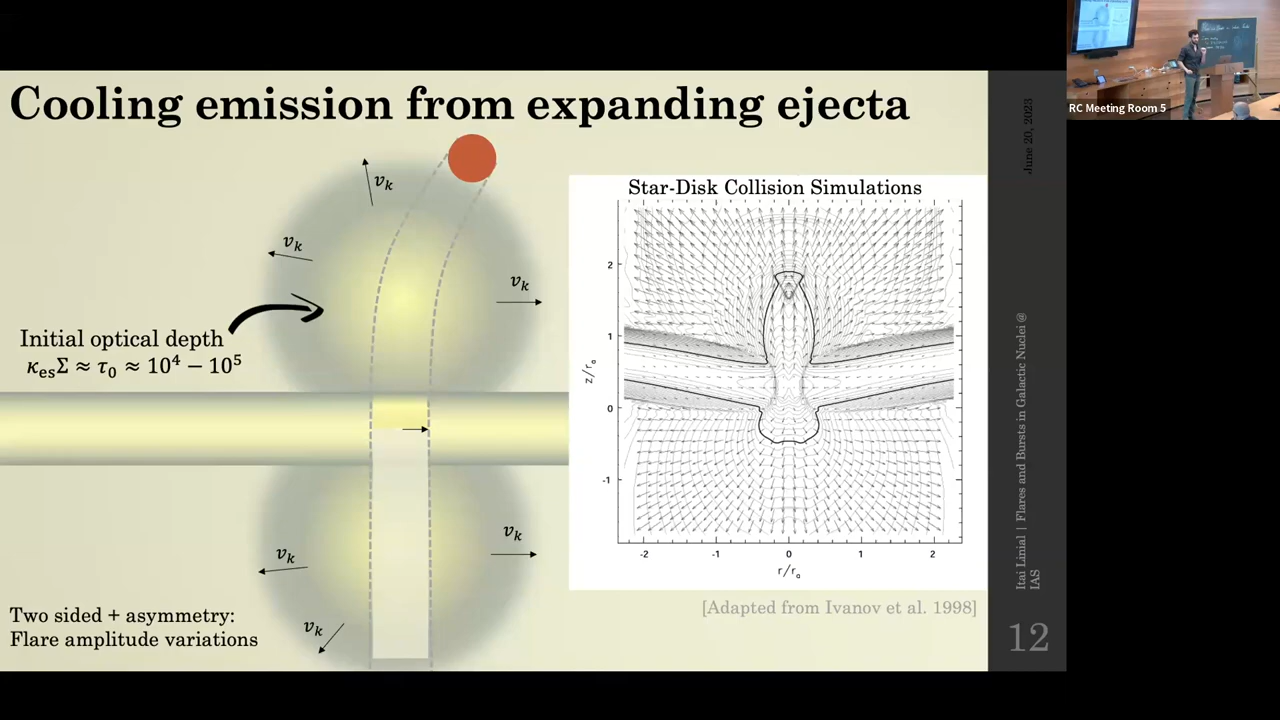 Cooling emission from expanding ejecta
v_k
v_k
v_k
Initial optical depth
κ_es Σ ≈ τ_0 ≈ 10^4 − 10^5
v_k
v_k
v_k
Two sided + asymmetry:
Flare amplitude variations
Star-Disk Collision Simulations
2
1
0
-1
z/r_a
-2
-1
0
1
2
r/r_a
[Adapted from Ivanov et al. 1998]
June 20, 2023
Itai Linial | Flares and Bursts in Galactic Nuclei @
IAS
12
RC Meeting Room 5